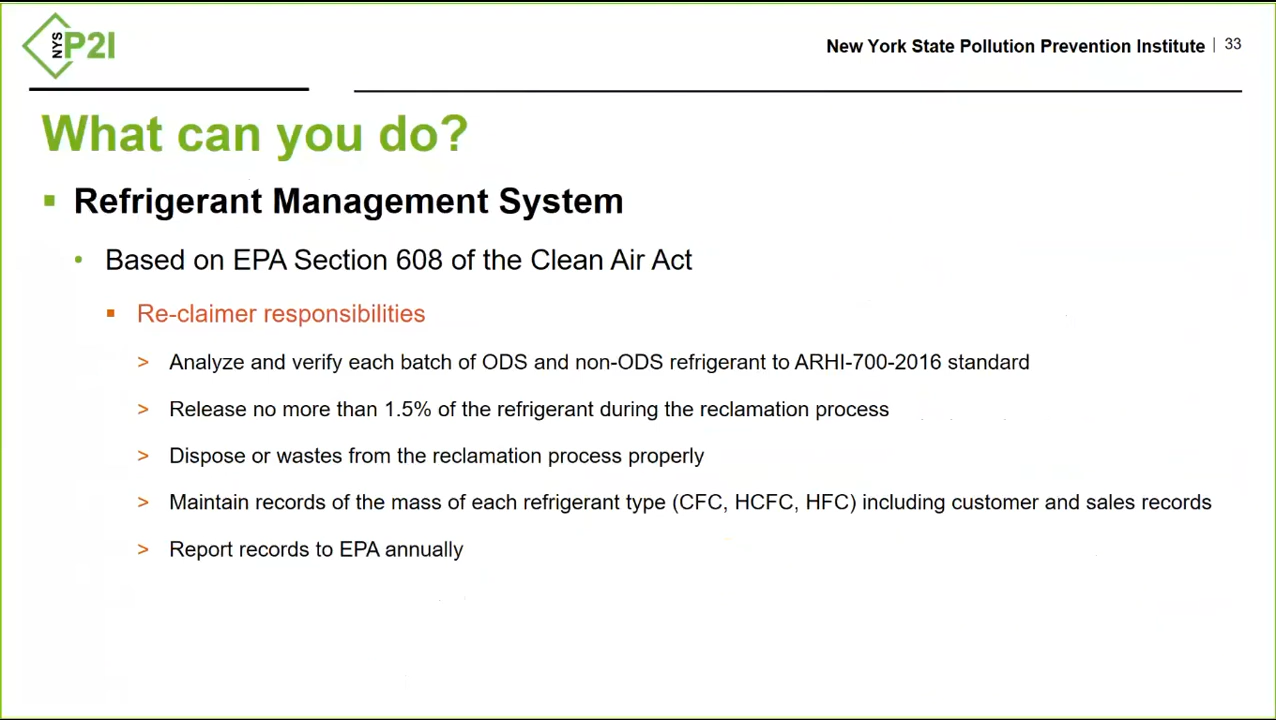 NYS P2I
New York State Pollution Prevention Institute | 33
What can you do?
▪ Refrigerant Management System
• Based on EPA Section 608 of the Clean Air Act
▪ Re-claimer responsibilities
> Analyze and verify each batch of ODS and non-ODS refrigerant to ARHI-700-2016 standard
> Release no more than 1.5% of the refrigerant during the reclamation process
> Dispose or wastes from the reclamation process properly
> Maintain records of the mass of each refrigerant type (CFC, HCFC, HFC) including customer and sales records
> Report records to EPA annually